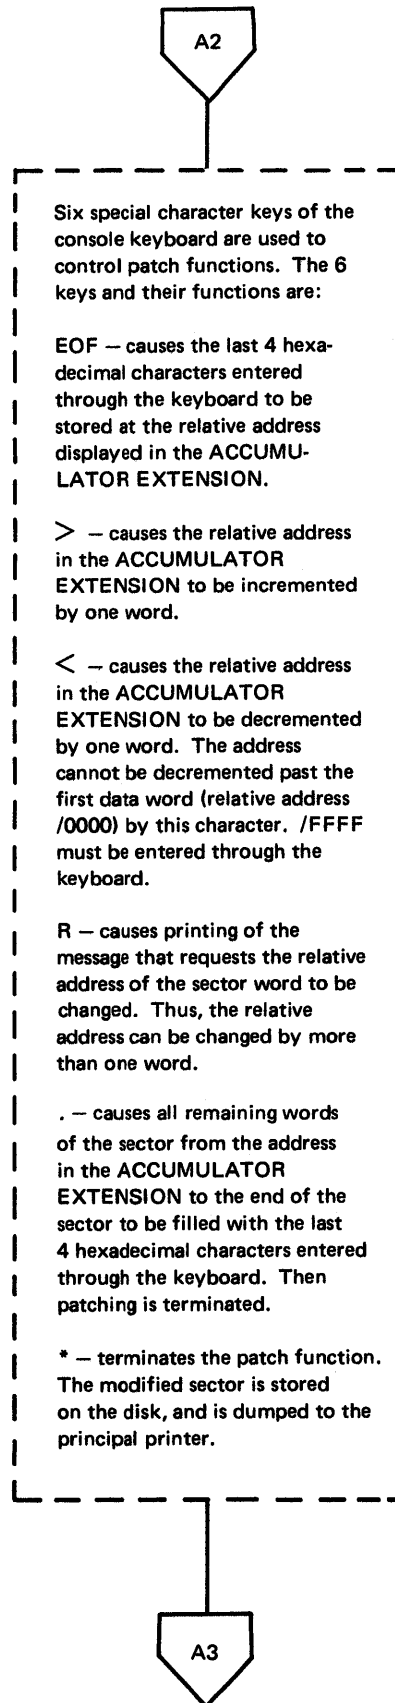 A2
Six special character keys of the
console keyboard are used to
control patch functions. The 6
keys and their functions are:
EOF — causes the last 4 hexa-
decimal characters entered
through the keyboard to be
stored at the relative address
displayed in the ACCUMU-
LATOR EXTENSION.
> — causes the relative address
in the ACCUMULATOR
EXTENSION to be incremented
by one word.
< — causes the relative address
in the ACCUMULATOR
EXTENSION to be decremented
by one word. The address
cannot be decremented past the
first data word (relative address
/0000) by this character. /FFFF
must be entered through the
keyboard.
R — causes printing of the
message that requests the relative
address of the sector word to be
changed. Thus, the relative
address can be changed by more
than one word.
. — causes all remaining words
of the sector from the address
in the ACCUMULATOR
EXTENSION to the end of the
sector to be filled with the last
4 hexadecimal characters entered
through the keyboard. Then
patching is terminated.
* — terminates the patch function.
The modified sector is stored
on the disk, and is dumped to the
principal printer.
A3